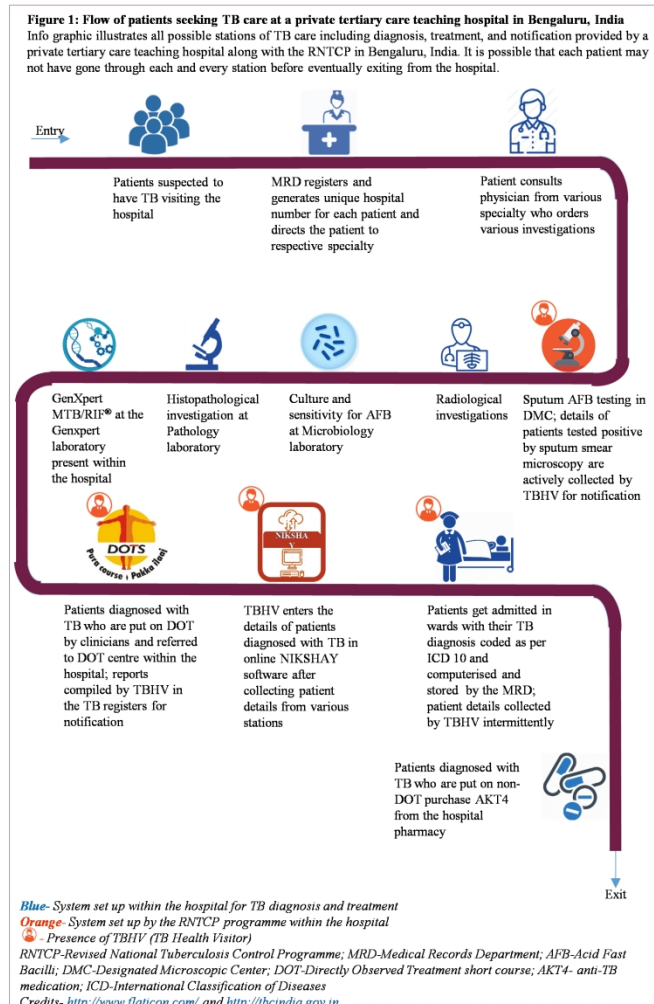 Figure 1: Flow of patients seeking TB care at a private tertiary care teaching hospital in Bengaluru, India
Info graphic illustrates all possible stations of TB care including diagnosis, treatment, and notification provided by a
private tertiary care teaching hospital along with the RNTCP in Bengaluru, India. It is possible that each patient may
not have gone through each and every station before eventually exiting from the hospital.
Entry
Patients suspected to
have TB visiting the
hospital
MRD registers and
generates unique hospital
number for each patient and
directs the patient to
respective specialty
Patient consults
physician from various
specialty who orders
various investigations
GenXpert
MTB/RIF® at the
Genxpert
laboratory
present within
the hospital
Histopathological
investigation at
Pathology
laboratory
Culture and
sensitivity for AFB
at Microbiology
laboratory
Radiological
investigations
Sputum AFB testing in
DMC; details of
patients tested positive
by sputum smear
microscopy are
actively collected by
TBHV for notification
DOTS
Pura course : Pakka ilaaj
NIKSHA
Y
Patients diagnosed with
TB who are put on DOT
by clinicians and referred
to DOT centre within the
hospital; reports
compiled by TBHV in
the TB registers for
notification
TBHV enters the
details of patients
diagnosed with TB in
online NIKSHAY
software after
collecting patient
details from various
stations
Patients get admitted in
wards with their TB
diagnosis coded as per
ICD 10 and
computerised and
stored by the MRD;
patient details collected
by TBHV intermittently
Patients diagnosed with
TB who are put on non-
DOT purchase AKT4
from the hospital
pharmacy
Exit
Blue- System set up within the hospital for TB diagnosis and treatment
Orange- System set up by the RNTCP programme within the hospital
- Presence of TBHV (TB Health Visitor)
RNTCP-Revised National Tuberculosis Control Programme; MRD-Medical Records Department; AFB-Acid Fast
Bacilli; DMC-Designated Microscopic Center; DOT-Directly Observed Treatment short course; AKT4- anti-TB
medication; ICD-International Classification of Diseases
Credits- http://www.flaticon.com/ and http://tbcindia.gov.in